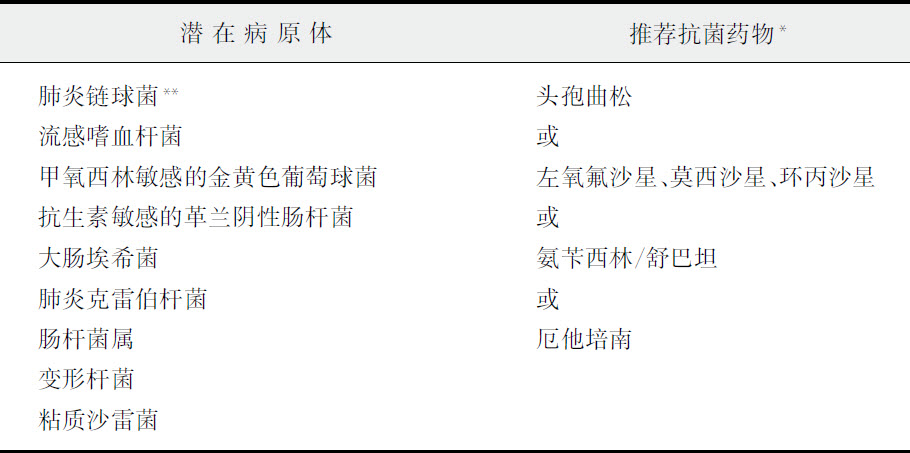 潜在病原体 推荐抗菌药物*
肺炎链球菌** 头孢曲松
流感嗜血杆菌 或
甲氧西林敏感的金黄色葡萄球菌 左氧氟沙星、莫西沙星、环丙沙星
抗生素敏感的革兰阴性肠杆菌 或
大肠埃希菌 氨苄西林/舒巴坦
肺炎克雷伯杆菌 或
肠杆菌属 厄他培南
变形杆菌
粘质沙雷菌